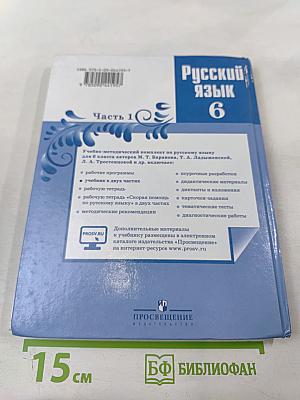 Русский
язык
6
Часть 1
Учебно-методический комплект по русскому языку
для 6 класса авторов М. Т. Баранова, Т. А. Ладыженской,
Л. А. Тростенцовой и др. включает:
• рабочие программы
• учебник в двух частях
• рабочую тетрадь
• рабочую тетрадь «Скорая помощь
по русскому языку» в двух частях
• методические рекомендации
• поурочные разработки
• дидактические материалы
• диктанты и изложения
• карточки-задания
• тематические тесты
• диагностические работы
PROSV.RU
Дополнительные материалы
к учебнику размещены в электронном
каталоге издательства «Просвещение»
на интернет-ресурсе www.prosv.ru
ПРОСВЕЩЕНИЕ
ИЗДАТЕЛЬСТВО
15 см
БФ БИБЛИОФАН